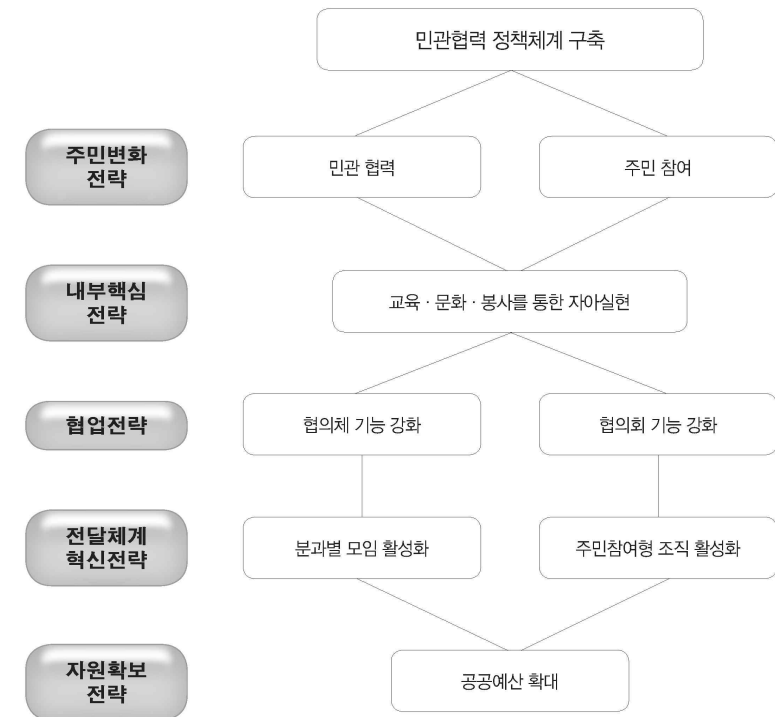 민관협력 정책체계 구축
주민변화
전략
민관 협력
주민 참여
내부핵심
전략
교육 · 문화 · 봉사를 통한 자아실현
협업전략
협의체 기능 강화
협의회 기능 강화
전달체계
혁신전략
분과별 모임 활성화
주민참여형 조직 활성화
자원확보
전략
공공예산 확대